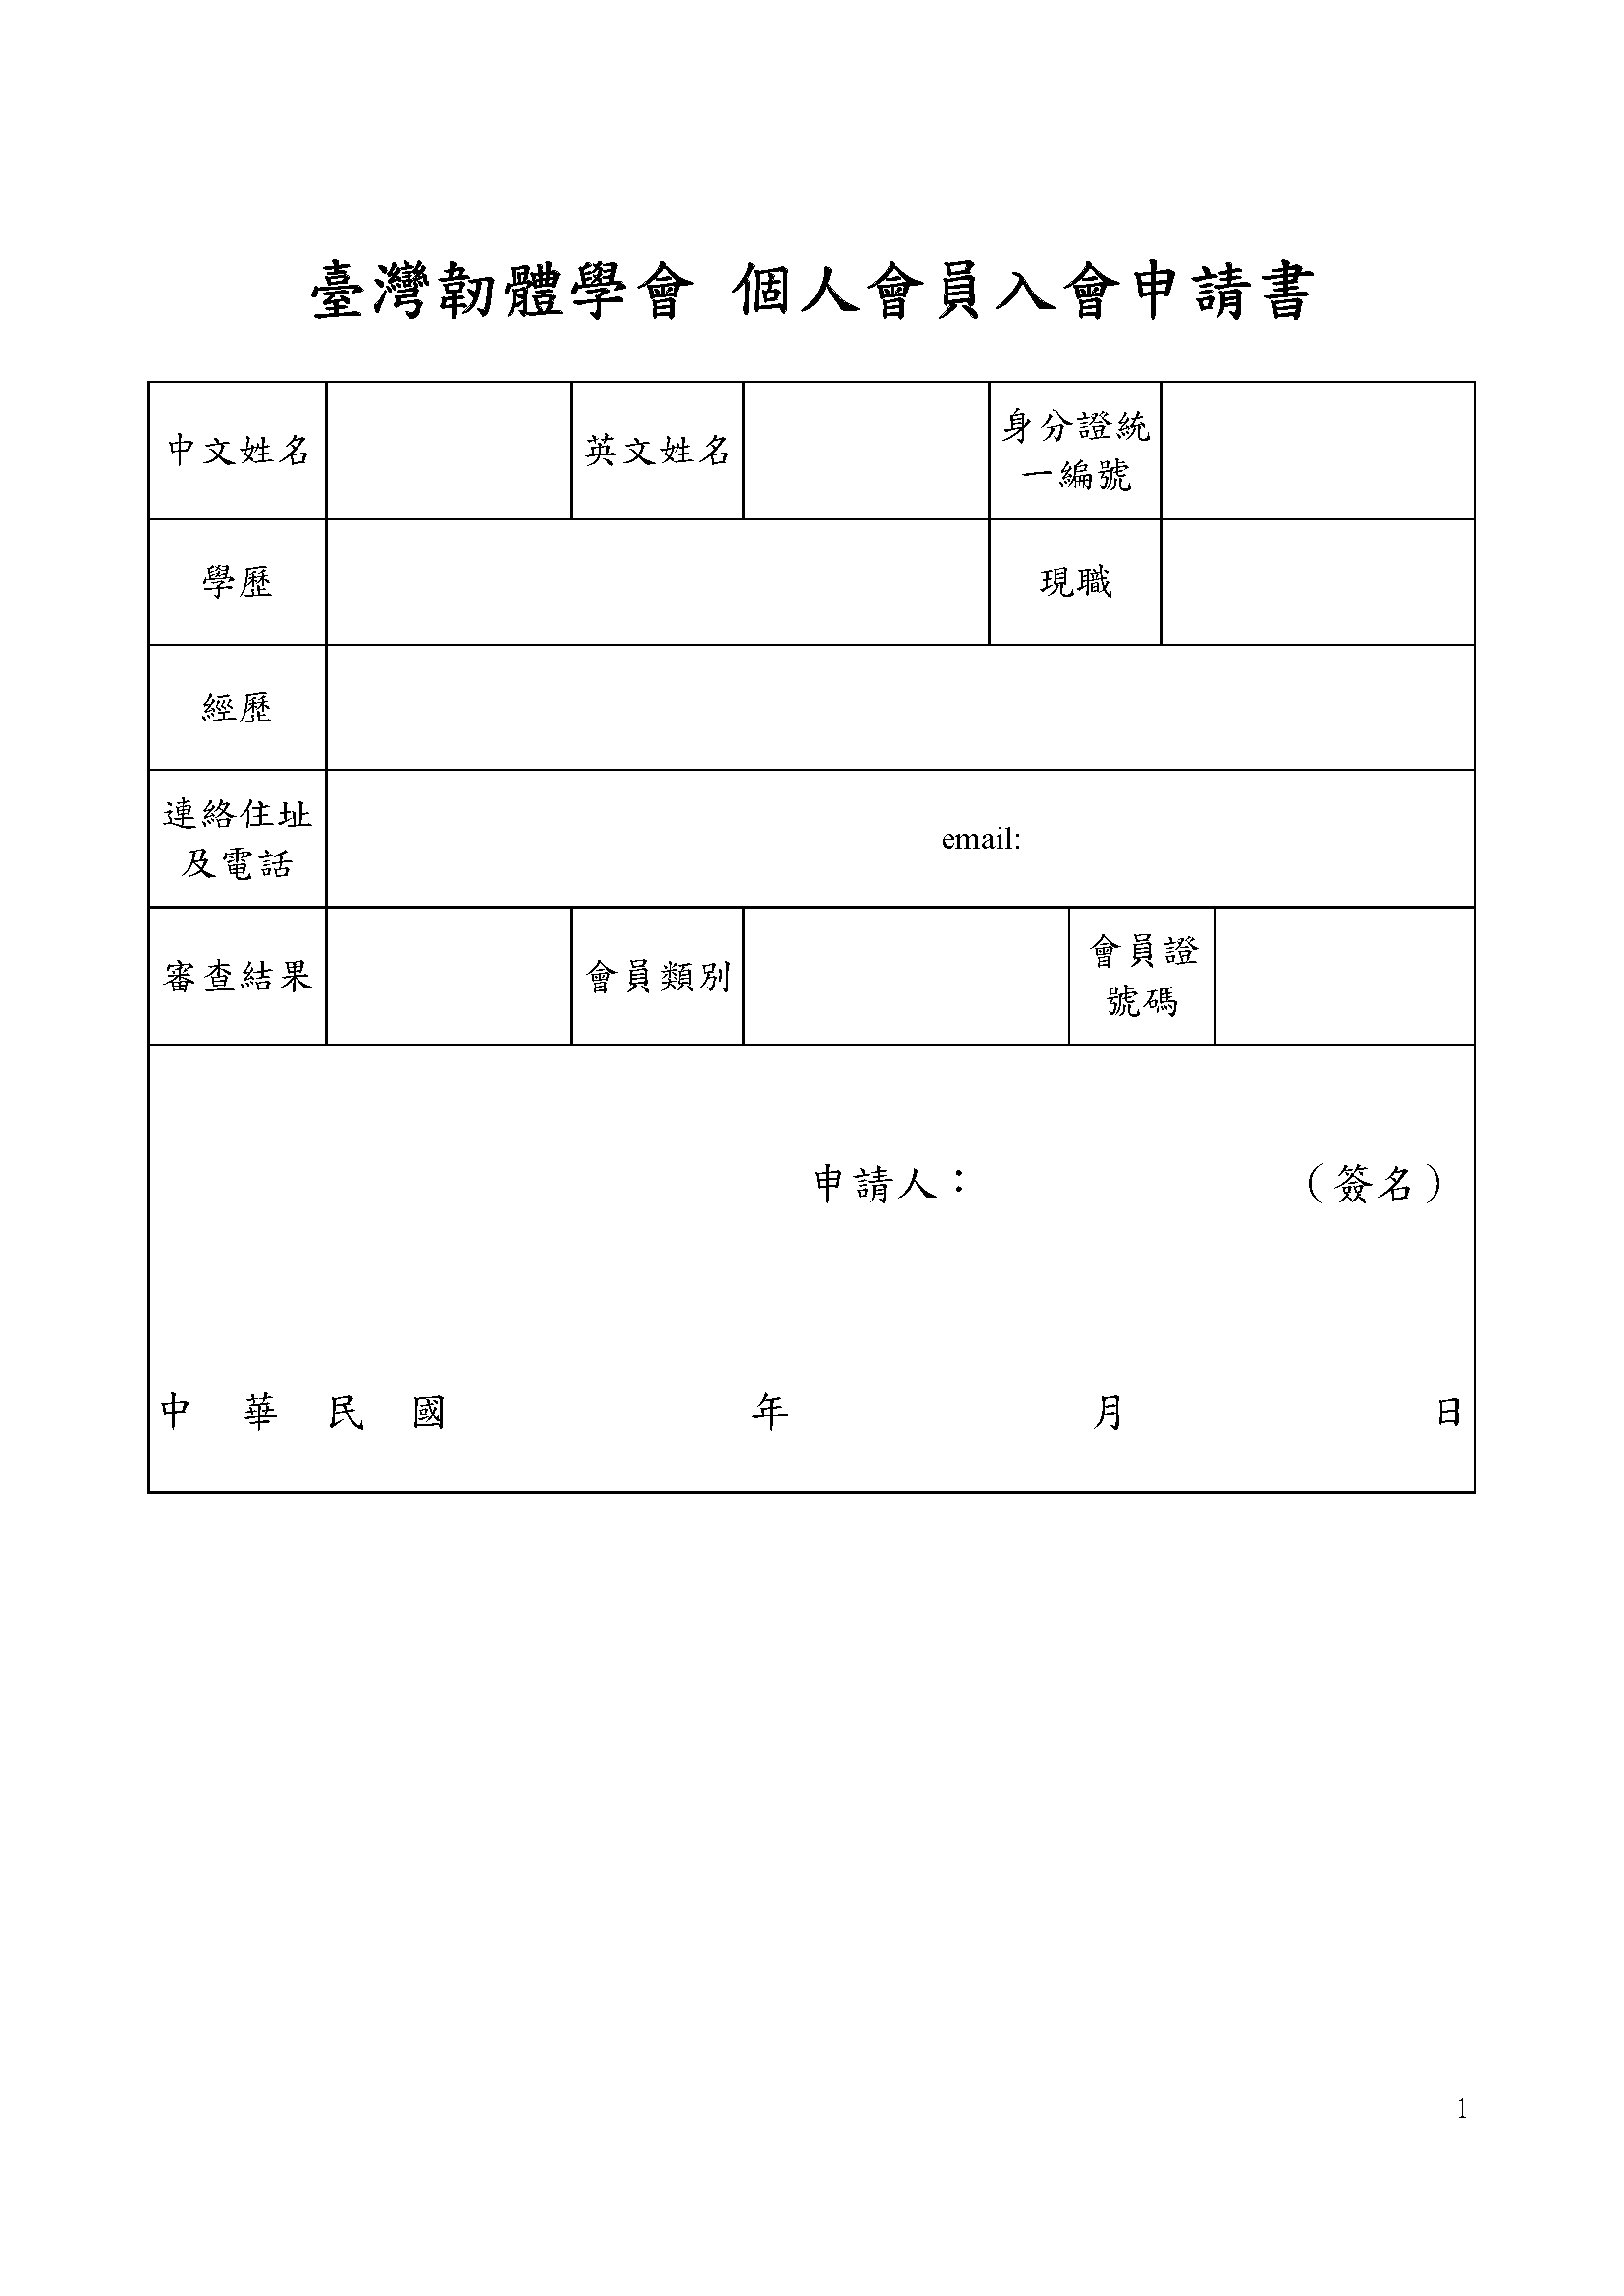 臺灣韌體學會 個人會員入會申請書
中文姓名
英文姓名
身分證統
一編號
學歷
現職
經歷
連絡住址
及電話
email:
審查結果
會員類別
會員證
號碼
申請人：　　　　　　　　（簽名）
中　華　民　國　　　　　　　年　　　　　　　月　　　　　　　日
1